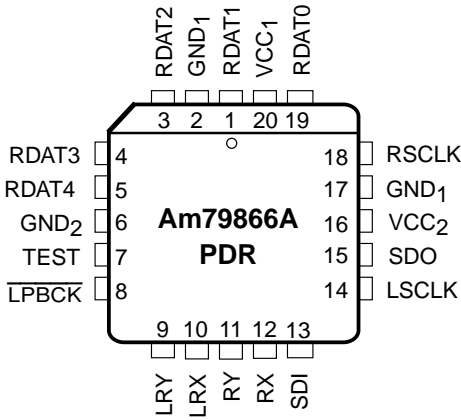 RDAT2
GND1
RDAT1
VCC1
RDAT0
3 2 1 20 19
RDAT3 4
RDAT4 5
GND2 6
TEST 7
LPBCK 8
18 RSCLK
17 GND1
16 VCC2
15 SDO
14 LSCLK
Am79866A
PDR
9 10 11 12 13
LRY
LRX
RY
RX
SDI